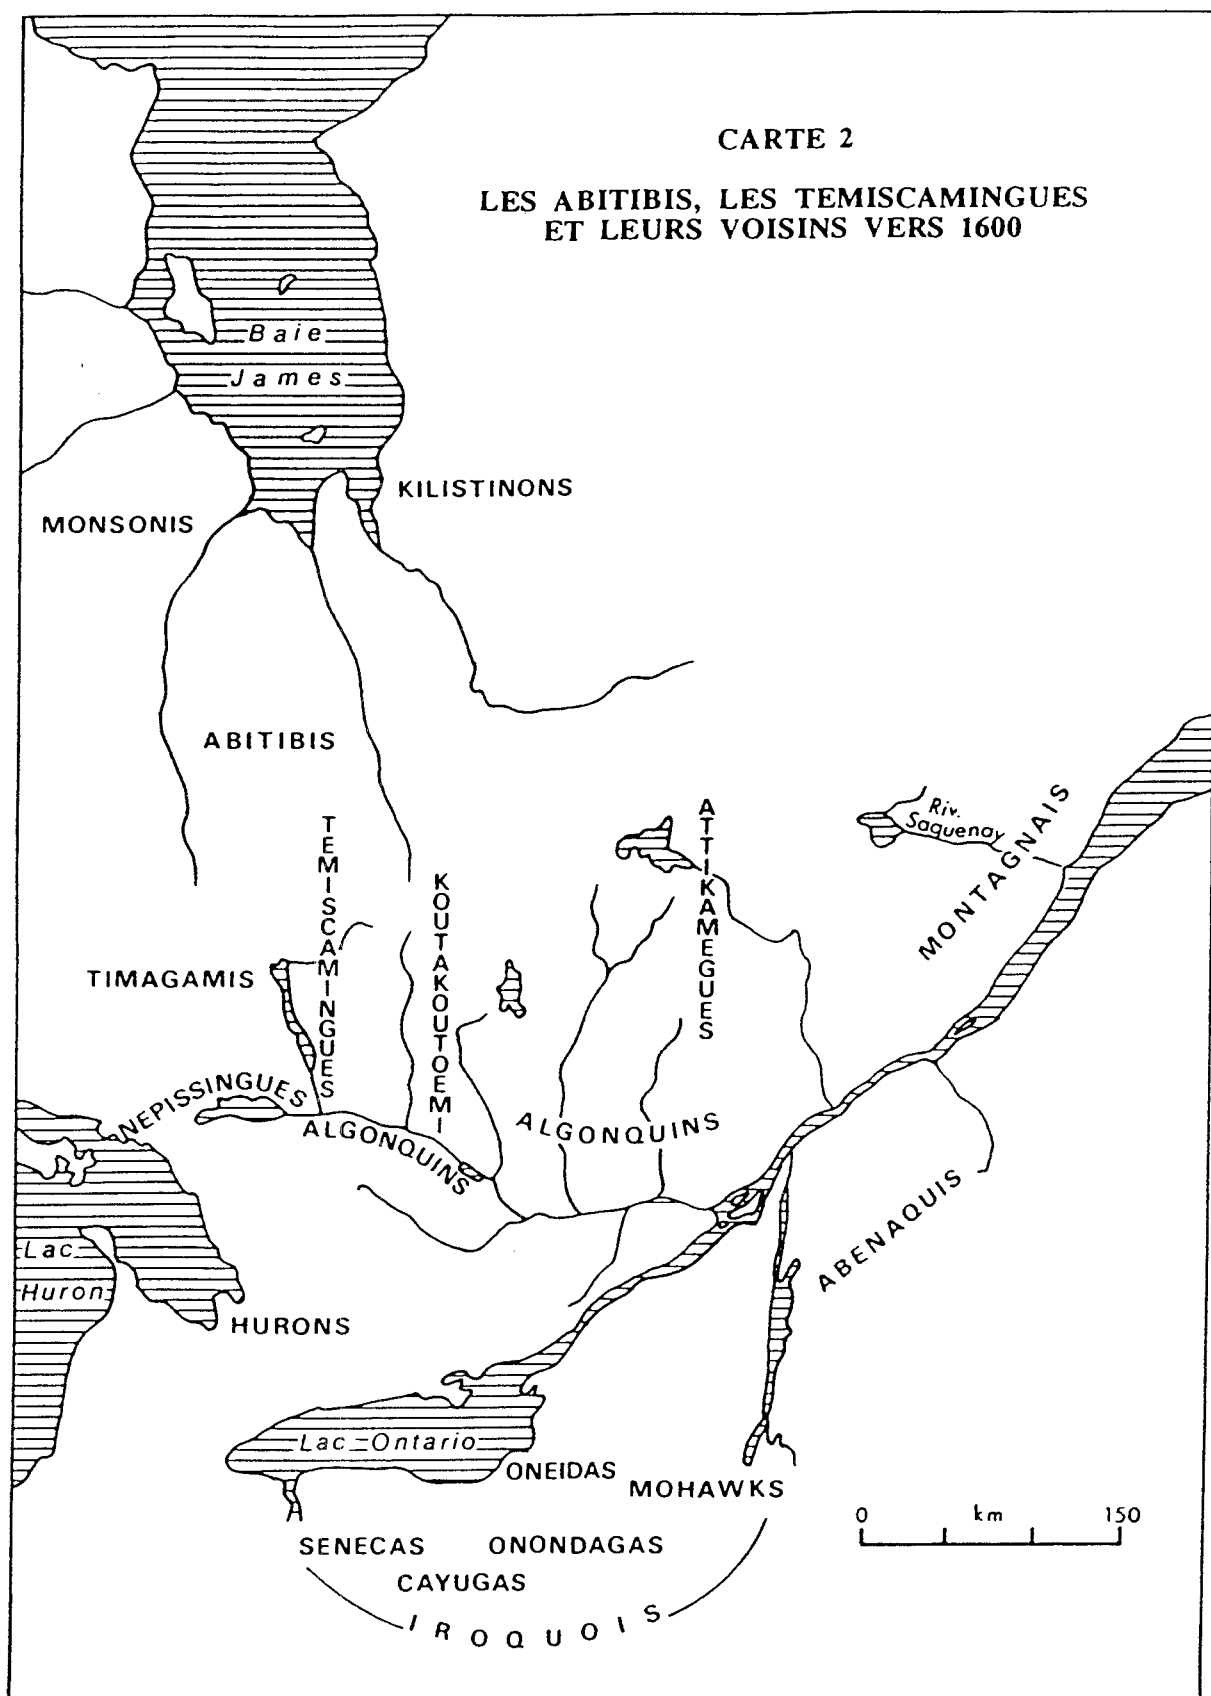 CARTE 2
LES ABITIBIS, LES TEMISCAMINGUES
ET LEURS VOISINS VERS 1600
Baie
James
KILISTINONS
MONSONIS
ABITIBIS
TEMISCAMINGUES
KOUTAKOUTOEMI
ATTIKAMEGUES
Riv.
Saquenay
MONTAGNAIS
TIMAGAMIS
NEPISSINGUES
ALGONQUINS
ALGONQUINS
ABENAQUIS
Lac
Huron
HURONS
Lac Ontario
ONEIDAS
MOHAWKS
SENECAS
ONONDAGAS
CAYUGAS
IROQUOIS
0 km 150